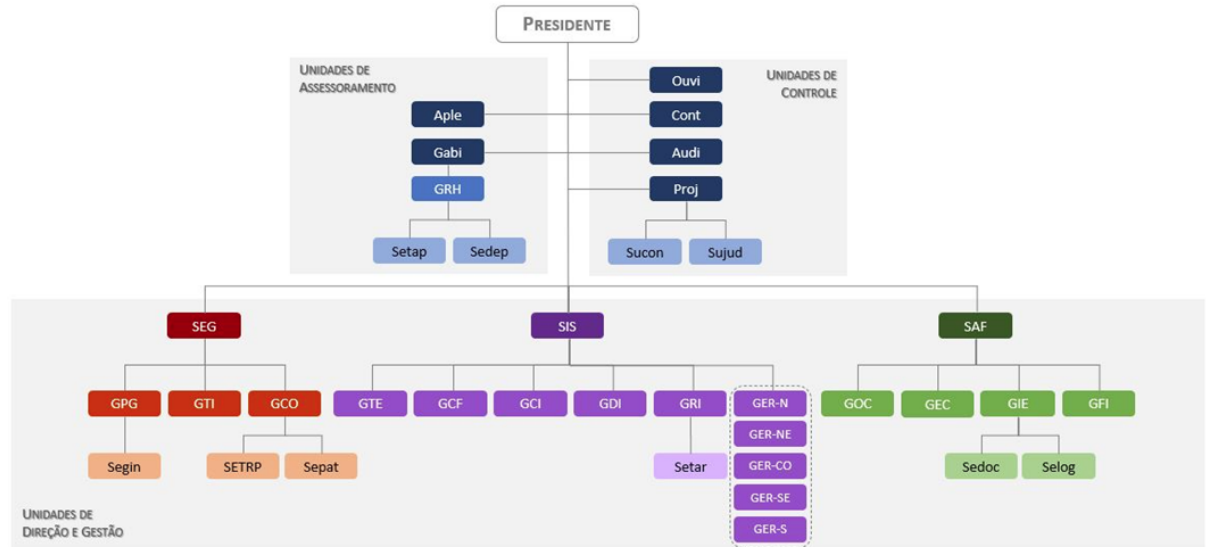 PRESIDENTE
UNIDADES DE
ASSESSORAMENTO
Aple
Gabi
GRH
Setap Sedep
UNIDADES DE
CONTROLE
Ouvi
Cont
Audi
Proj
Sucon Sujud
SEG SIS SAF
GPG GTI GCO GTE GCF GCI GDI GRI GER-N GOC GEC GIE GFI
GER-NE
Segin SETRP Sepat Setar GER-CO Sedoc Selog
GER-SE
GER-S
UNIDADES DE
DIREÇÃO E GESTÃO